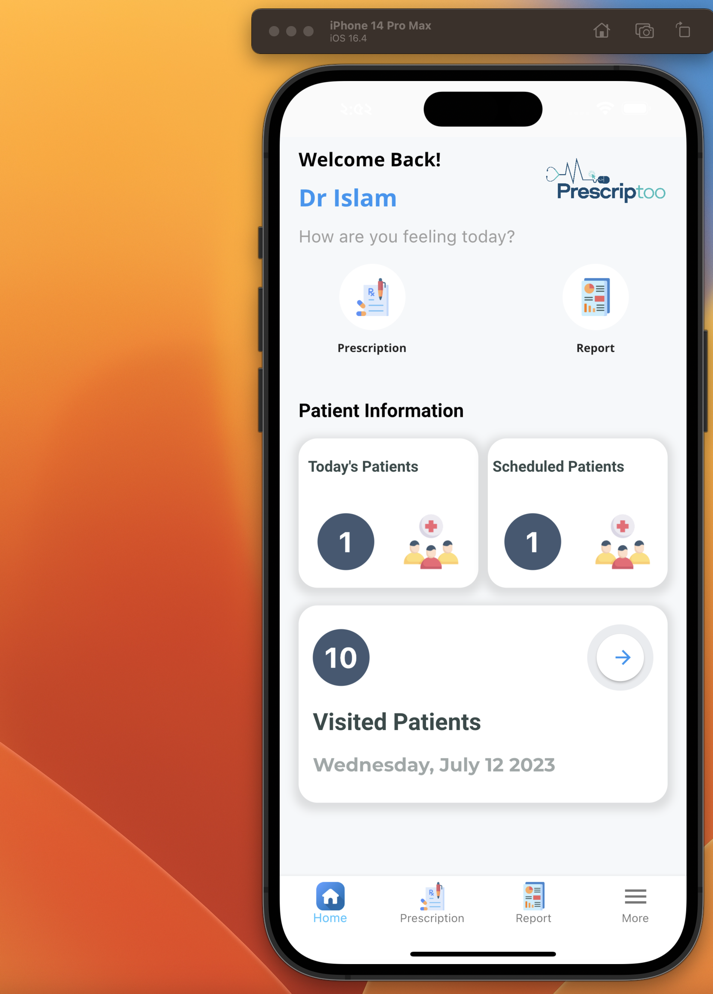 iPhone 14 Pro Max
iOS 16.4
Welcome Back!
Prescriptoo
Dr Islam
How are you feeling today?
Prescription
Report
Patient Information
Today's Patients
Scheduled Patients
1
1
10
Visited Patients
Wednesday, July 12 2023
Home
Prescription
Report
More